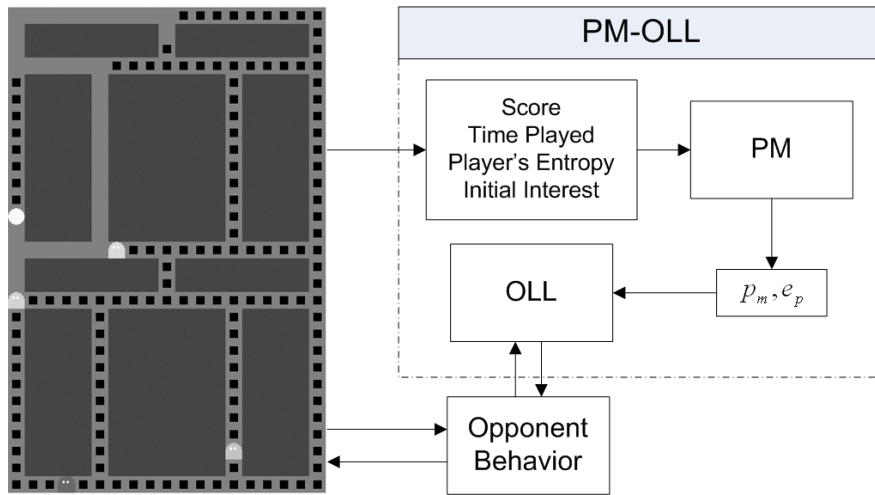 PM-OLL
Score
Time Played
Player's Entropy
Initial Interest
PM
OLL
p_m, e_p
Opponent
Behavior